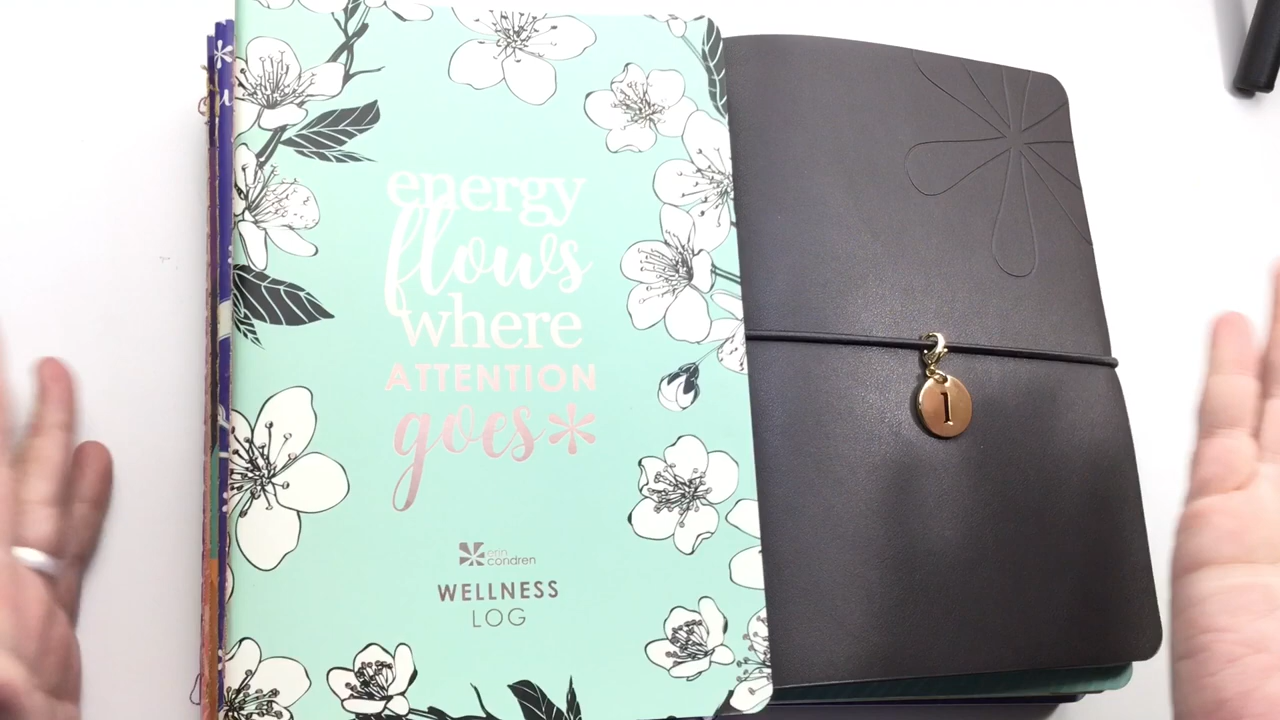 energy
flows
where
ATTENTION
goes*
erin
condren
WELLNESS
LOG
1